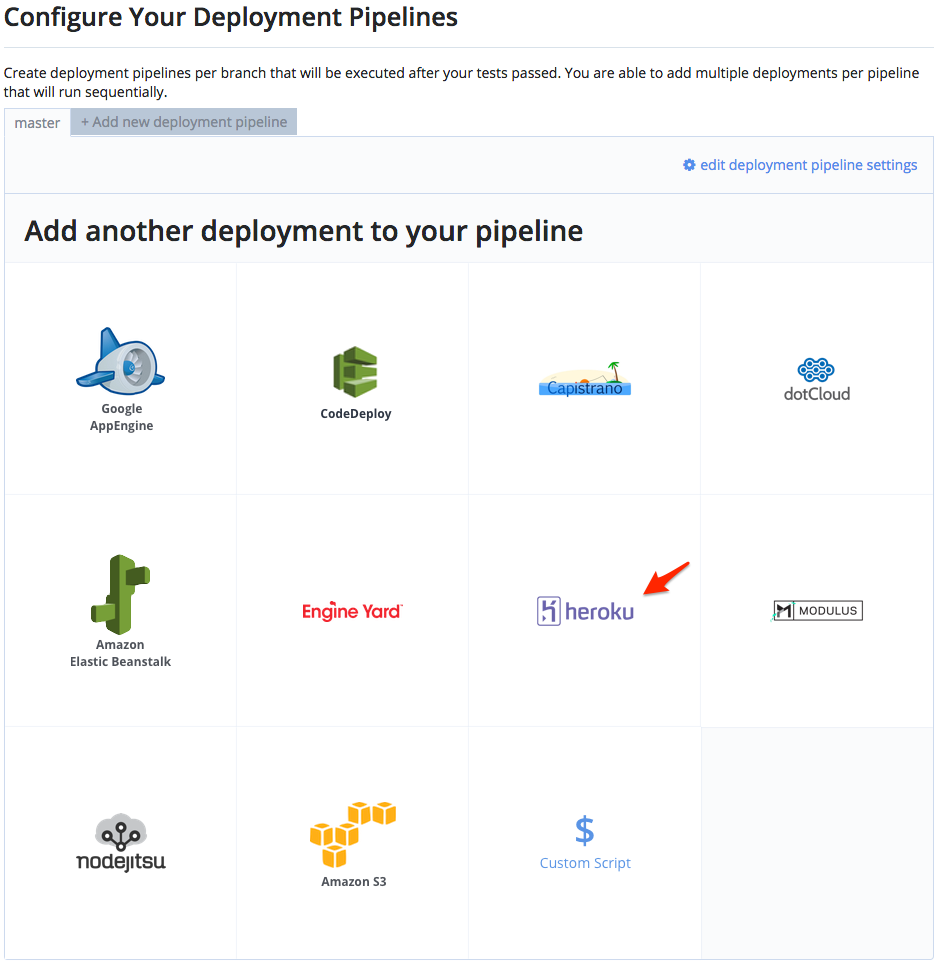 Configure Your Deployment Pipelines
Create deployment pipelines per branch that will be executed after your tests passed. You are able to add multiple deployments per pipeline
that will run sequentially.
master
+ Add new deployment pipeline
edit deployment pipeline settings
Add another deployment to your pipeline
Google
AppEngine
CodeDeploy
Capistrano
dotCloud
Amazon
Elastic Beanstalk
Engine Yard
heroku
MODULUS
nodejitsu
Amazon S3
$
Custom Script